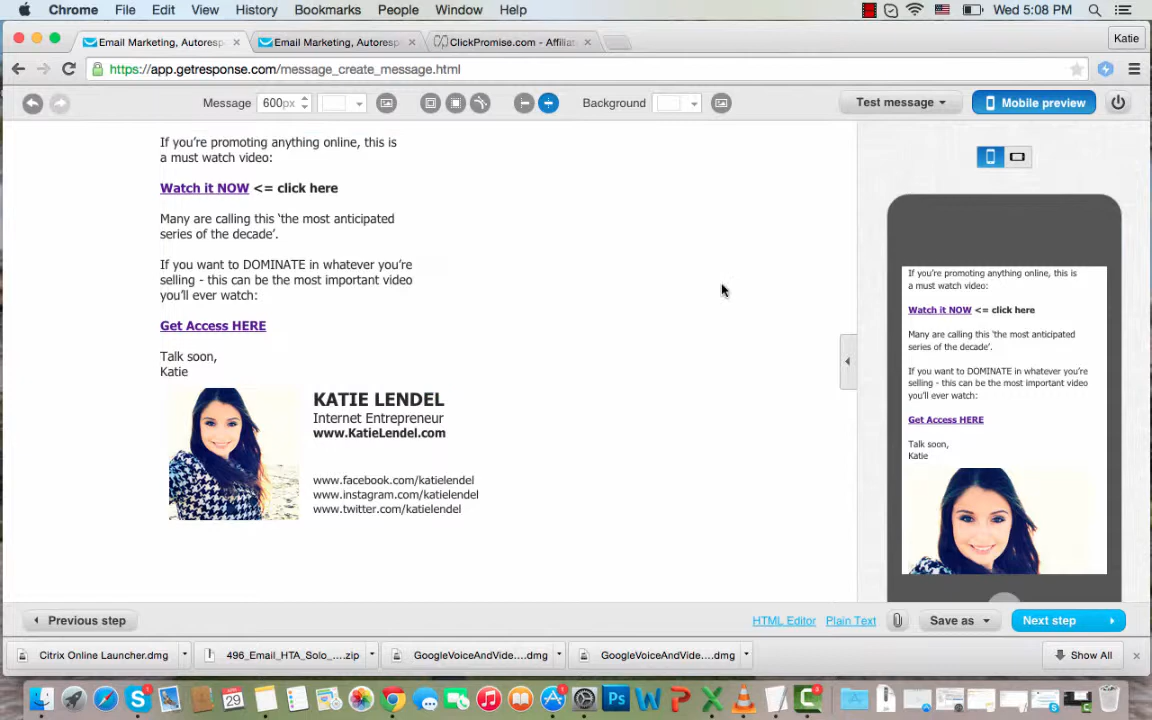 Chrome File Edit View History Bookmarks People Window Help Wed 5:08 PM
Email Marketing, Autoresp Email Marketing, Autoresp ClickPromise.com - Affilia Katie
https://app.getresponse.com/message_create_message.html
Message 600px Background Test message Mobile preview
If you're promoting anything online, this is
a must watch video:
Watch it NOW <= click here
Many are calling this 'the most anticipated
series of the decade'.
If you want to DOMINATE in whatever you're
selling - this can be the most important video
you'll ever watch:
Get Access HERE
Talk soon,
Katie
KATIE LENDEL
Internet Entrepreneur
www.KatieLendel.com
www.facebook.com/katielendel
www.instagram.com/katielendel
www.twitter.com/katielendel
If you're promoting anything online, this is
a must watch video:
Watch it NOW <= click here
Many are calling this 'the most anticipated
series of the decade'.
If you want to DOMINATE in whatever you're
selling - this can be the most important video
you'll ever watch:
Get Access HERE
Talk soon,
Katie
Previous step HTML Editor Plain Text Save as Next step
Citrix Online Launcher.dmg 496_Email_HTA_Solo_....zip GoogleVoiceAndVide....dmg GoogleVoiceAndVide....dmg Show All
29 Ps